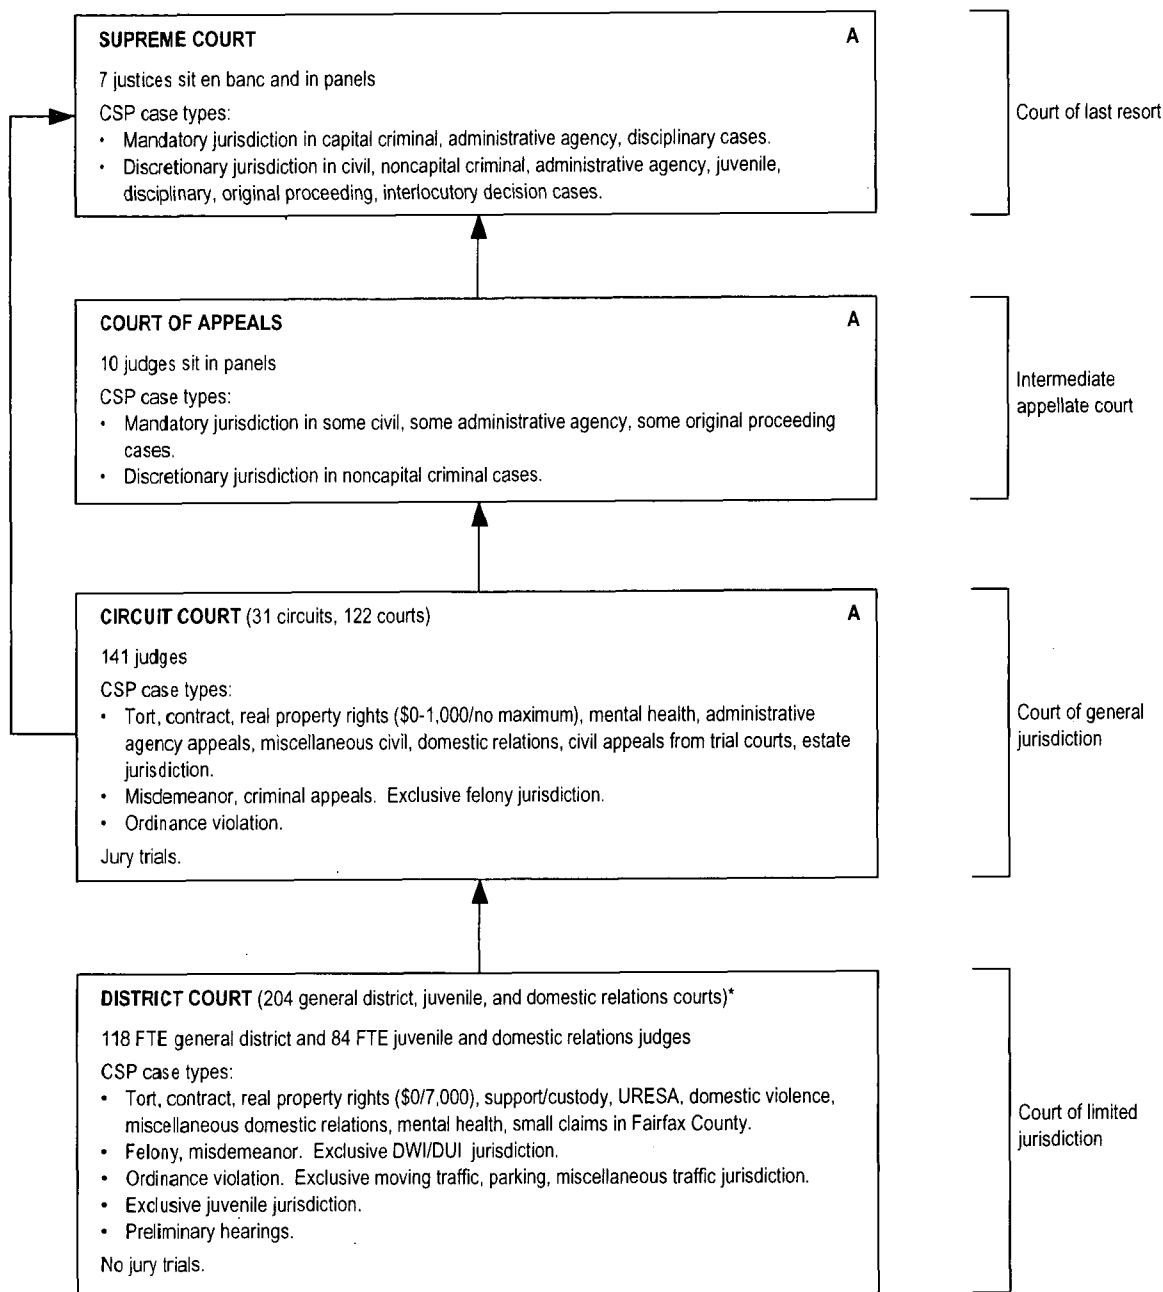 SUPREME COURT A
7 justices sit en banc and in panels
CSP case types:
• Mandatory jurisdiction in capital criminal, administrative agency, disciplinary cases.
• Discretionary jurisdiction in civil, noncapital criminal, administrative agency, juvenile,
disciplinary, original proceeding, interlocutory decision cases.
Court of last resort
COURT OF APPEALS A
10 judges sit in panels
CSP case types:
• Mandatory jurisdiction in some civil, some administrative agency, some original proceeding
cases.
• Discretionary jurisdiction in noncapital criminal cases.
Intermediate
appellate court
CIRCUIT COURT (31 circuits, 122 courts) A
141 judges
CSP case types:
• Tort, contract, real property rights ($0-1,000/no maximum), mental health, administrative
agency appeals, miscellaneous civil, domestic relations, civil appeals from trial courts, estate
jurisdiction.
• Misdemeanor, criminal appeals. Exclusive felony jurisdiction.
• Ordinance violation.
Jury trials.
Court of general
jurisdiction
DISTRICT COURT (204 general district, juvenile, and domestic relations courts)*
118 FTE general district and 84 FTE juvenile and domestic relations judges
CSP case types:
• Tort, contract, real property rights ($0/7,000), support/custody, URESA, domestic violence,
miscellaneous domestic relations, mental health, small claims in Fairfax County.
• Felony, misdemeanor. Exclusive DWI/DUI jurisdiction.
• Ordinance violation. Exclusive moving traffic, parking, miscellaneous traffic jurisdiction.
• Exclusive juvenile jurisdiction.
• Preliminary hearings.
No jury trials.
Court of limited
jurisdiction